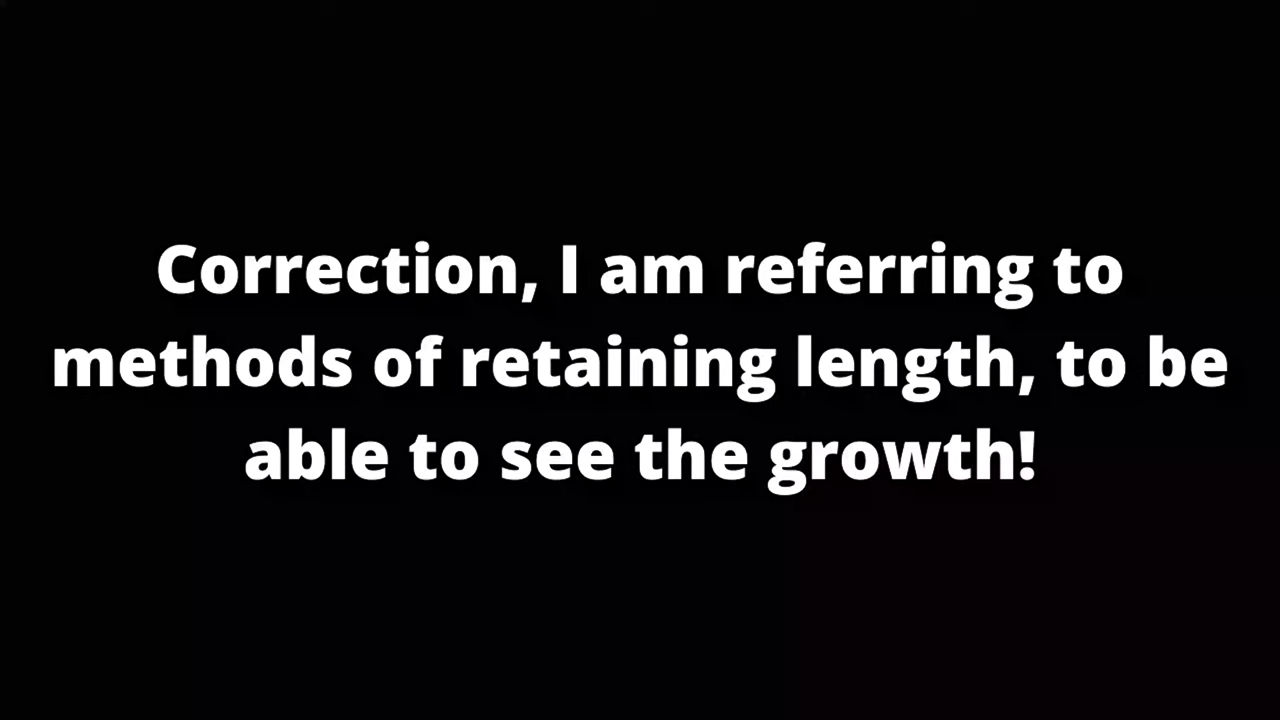 Correction, I am referring to
methods of retaining length, to be
able to see the growth!